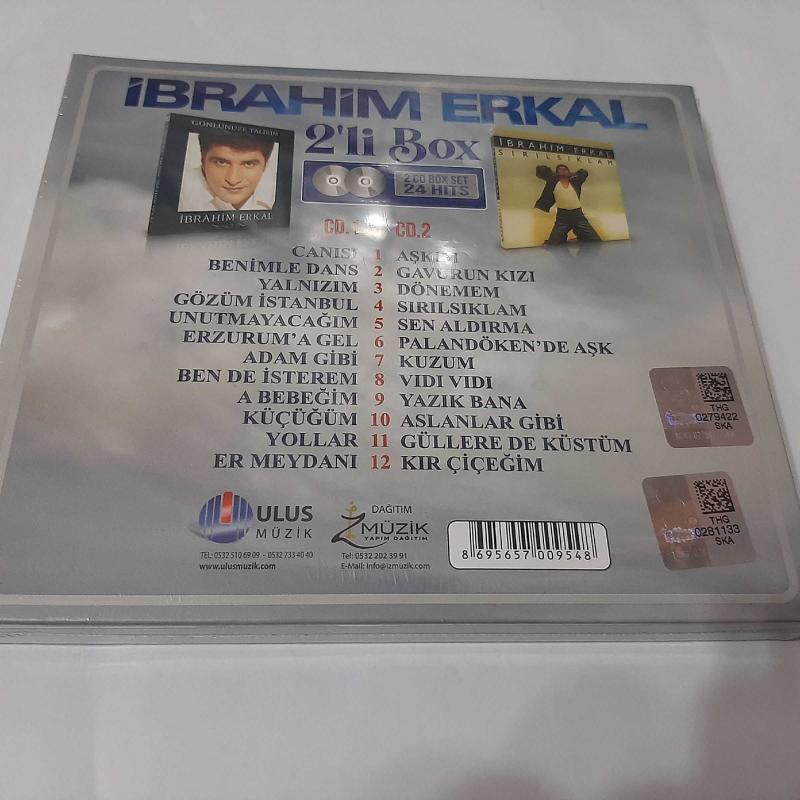 İBRAHİM ERKAL
2'li Box
GÖNLÜNÜZE TALİBİM
İBRAHİM ERKAL
2 CD BOX SET
24 HITS
İBRAHİM ERKAL
SIRILSIKLAM
CD. 1 CD. 2
CANISI 1 AŞKIM
BENİMLE DANS 2 GAVURUN KIZI
YALNIZIM 3 DÖNEMEM
GÖZÜM İSTANBUL 4 SIRILSIKLAM
UNUTMAYACAĞIM 5 SEN ALDIRMA
ERZURUM'A GEL 6 PALANDÖKEN'DE AŞK
ADAM GİBİ 7 KUZUM
BEN DE İSTEREM 8 VIDI VIDI
A BEBEĞİM 9 YAZIK BANA
KÜÇÜĞÜM 10 ASLANLAR GİBİ
YOLLAR 11 GÜLLERE DE KÜSTÜM
ER MEYDANI 12 KIR ÇİÇEĞİM
THG
0279422
SKA
THG
0281133
SKA
ULUS
MÜZİK
TEL: 0532 510 69 09 - 0532 733 40 40
www.ulusmuzik.com
DAĞITIM
iz MÜZİK
YAPIM DAĞITIM
Tel: 0532 202 39 91
E-Mail: info@izmuzik.com
8 695657 009548